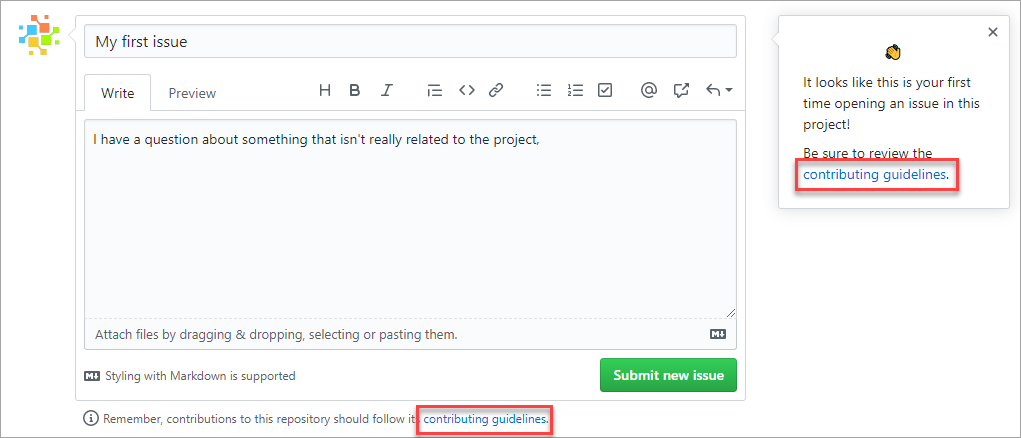 My first issue
Write Preview
I have a question about something that isn't really related to the project,
Attach files by dragging & dropping, selecting or pasting them.
Styling with Markdown is supported
Submit new issue
Remember, contributions to this repository should follow its contributing guidelines.
It looks like this is your first
time opening an issue in this
project!
Be sure to review the
contributing guidelines.